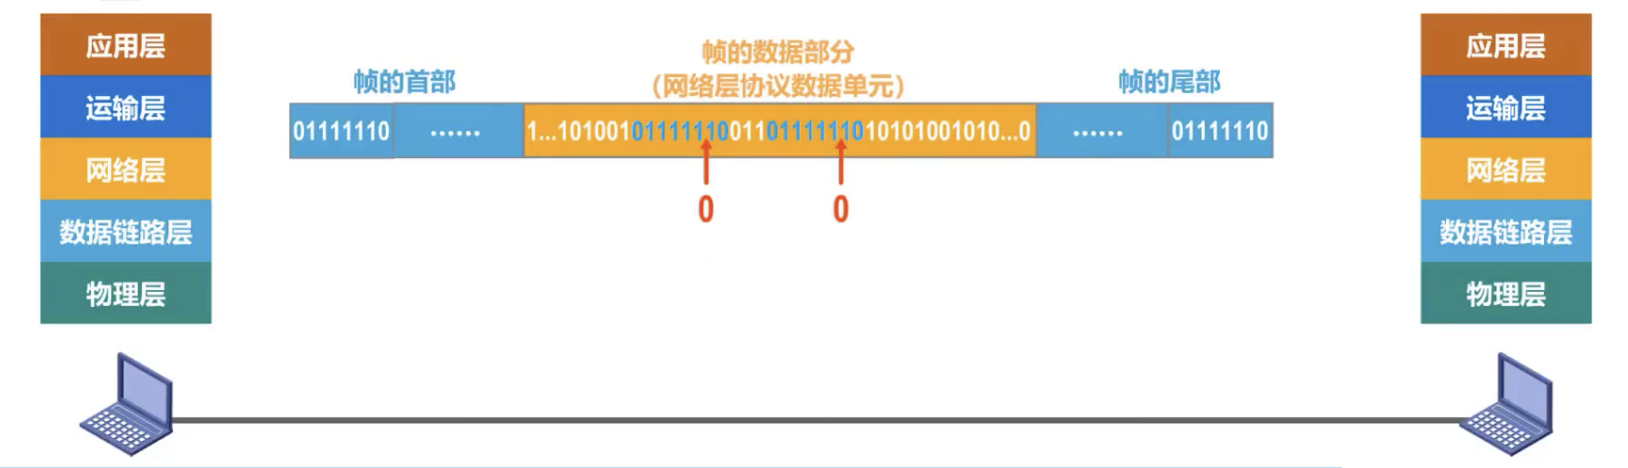 应用层
运输层
网络层
数据链路层
物理层
帧的首部
帧的数据部分
（网络层协议数据单元）
帧的尾部
01111110
……
1...101001011111100110111111010101001010...0
……
01111110
0
0
应用层
运输层
网络层
数据链路层
物理层